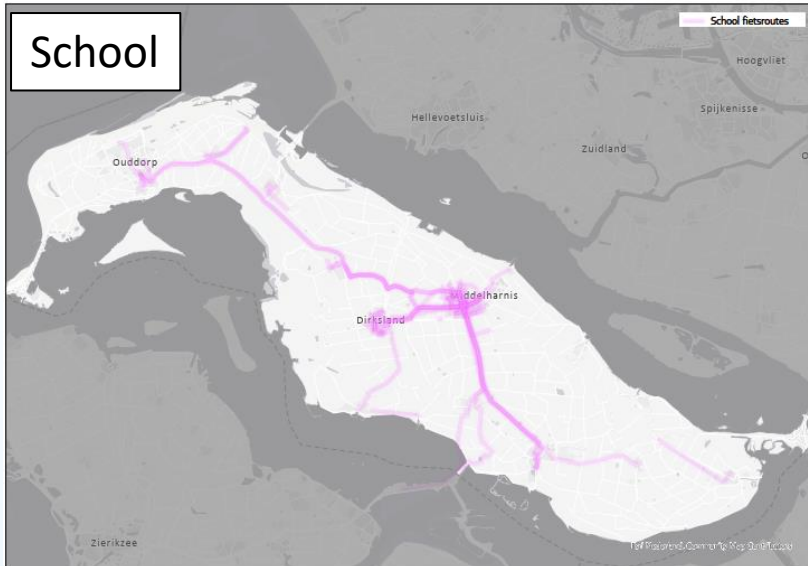 School
School fietsroutes
Hoogvliet
Spijkenisse
Hellevoetsluis
Zuidland
Ouddorp
Middelharnis
Dirksland
Zierikzee